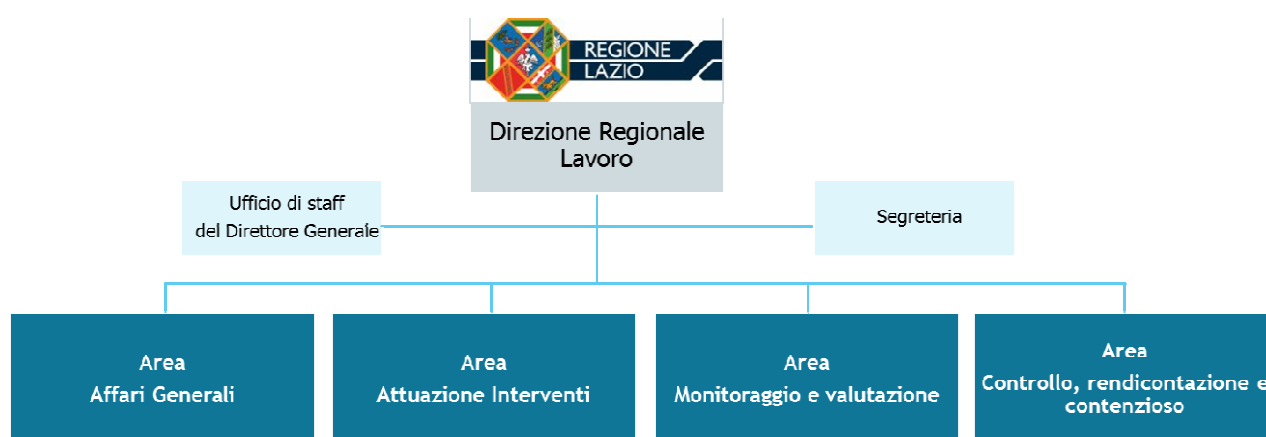 REGIONE
LAZIO
Direzione Regionale
Lavoro
Ufficio di staff
del Direttore Generale
Segreteria
Area
Affari Generali
Area
Attuazione Interventi
Area
Monitoraggio e valutazione
Area
Controllo, rendicontazione e
contenzioso